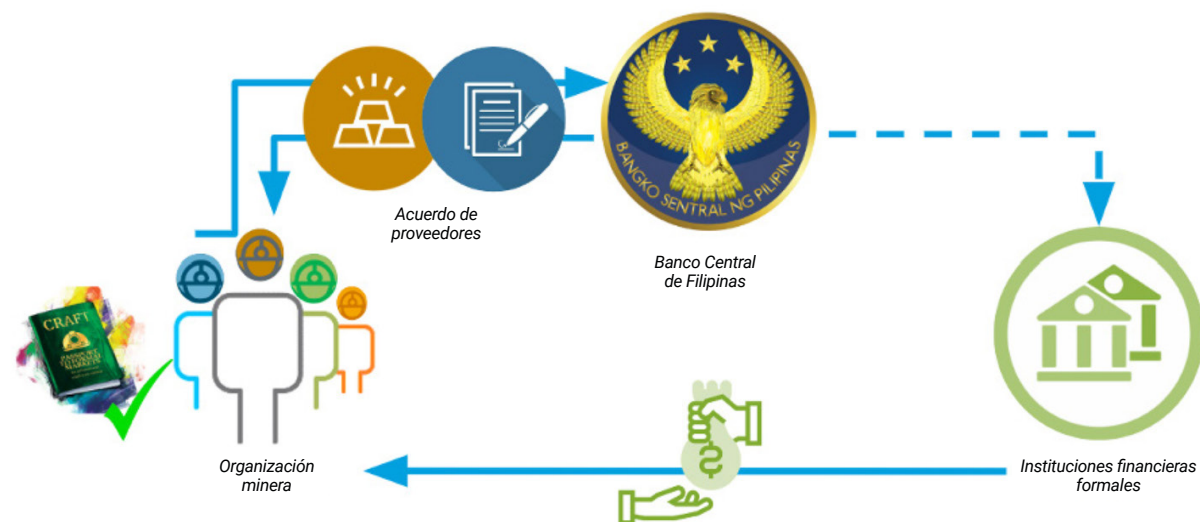 BANGKO SENTRAL NG PILIPINAS
Acuerdo de
proveedores
Banco Central
de Filipinas
CRAFT
Organización
minera
Instituciones financieras
formales